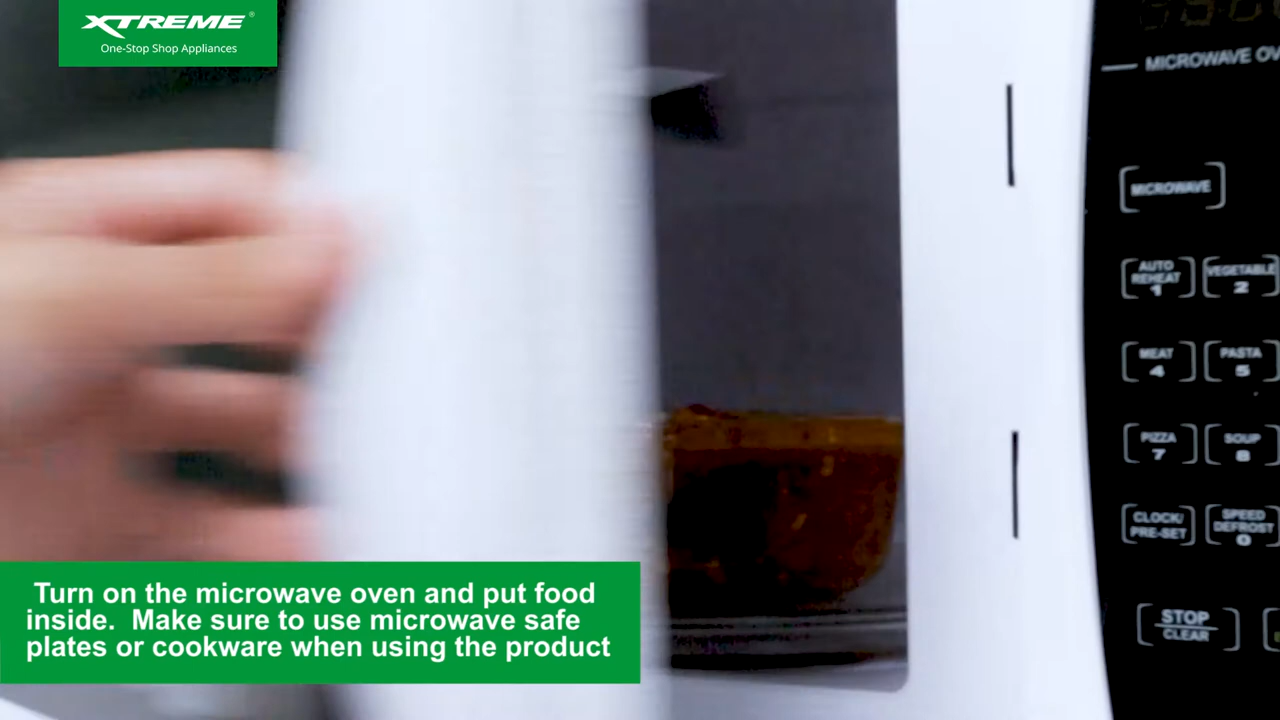 XTREME®
One-Stop Shop Appliances
MICROWAVE
MICROWAVE
AUTO REHEAT 1
VEGETABLE 2
MEAT 4
PASTA 5
PIZZA 7
SOUP 8
CLOCK/ PRE-SET
SPEED DEFROST 0
STOP CLEAR
Turn on the microwave oven and put food
inside. Make sure to use microwave safe
plates or cookware when using the product